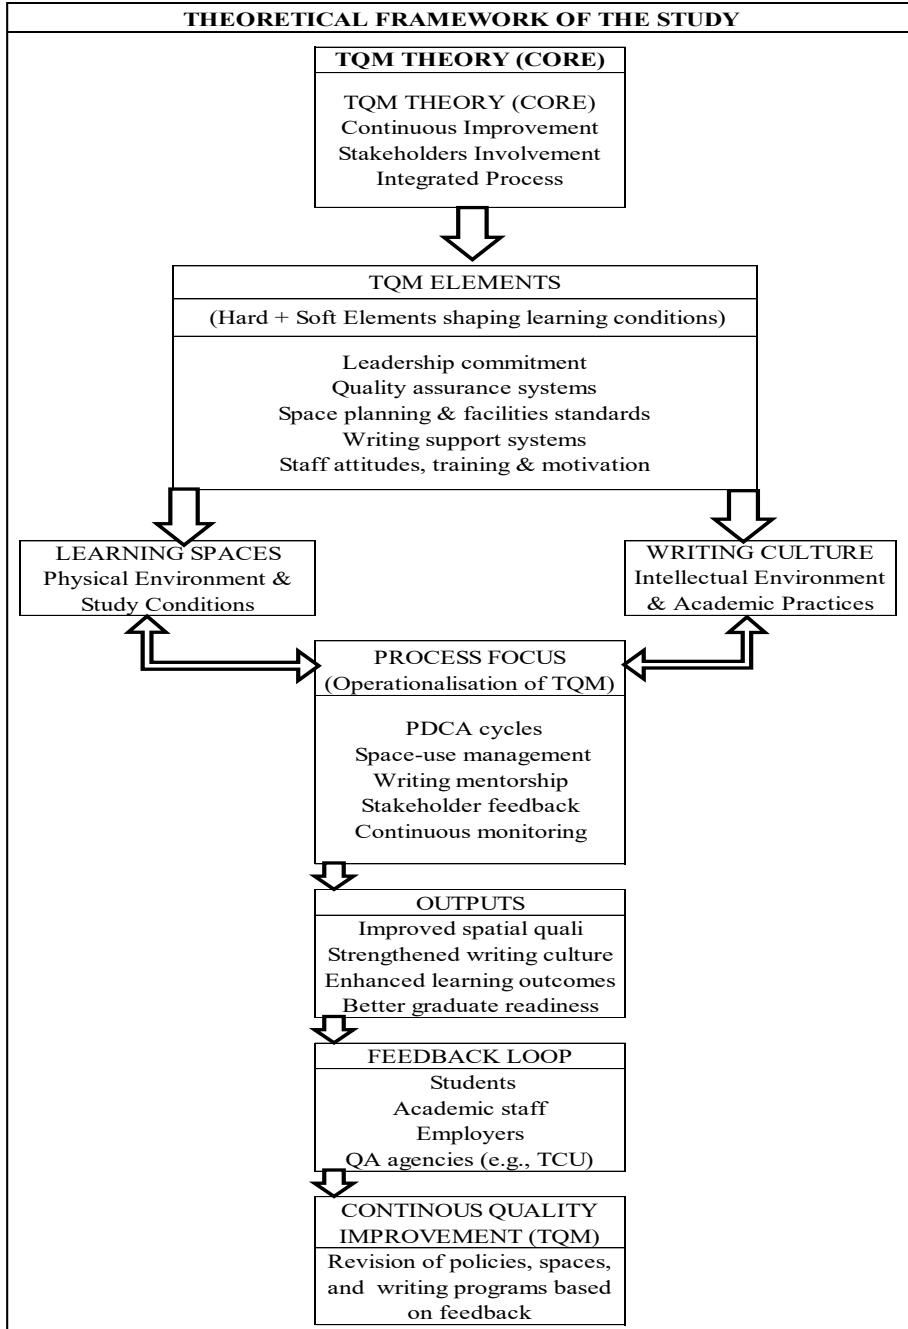 THEORETICAL FRAMEWORK OF THE STUDY
TQM THEORY (CORE)
TQM THEORY (CORE)
Continuous Improvement
Stakeholders Involvement
Integrated Process
TQM ELEMENTS
(Hard + Soft Elements shaping learning conditions)
Leadership commitment
Quality assurance systems
Space planning & facilities standards
Writing support systems
Staff attitudes, training & motivation
LEARNING SPACES
Physical Environment &
Study Conditions
WRITING CULTURE
Intellectual Environment
& Academic Practices
PROCESS FOCUS
(Operationalisation of TQM)
PDCA cycles
Space-use management
Writing mentorship
Stakeholder feedback
Continuous monitoring
OUTPUTS
Improved spatial quali
Strengthened writing culture
Enhanced learning outcomes
Better graduate readiness
FEEDBACK LOOP
Students
Academic staff
Employers
QA agencies (e.g., TCU)
CONTINOUS QUALITY
IMPROVEMENT (TQM)
Revision of policies, spaces,
and writing programs based
on feedback